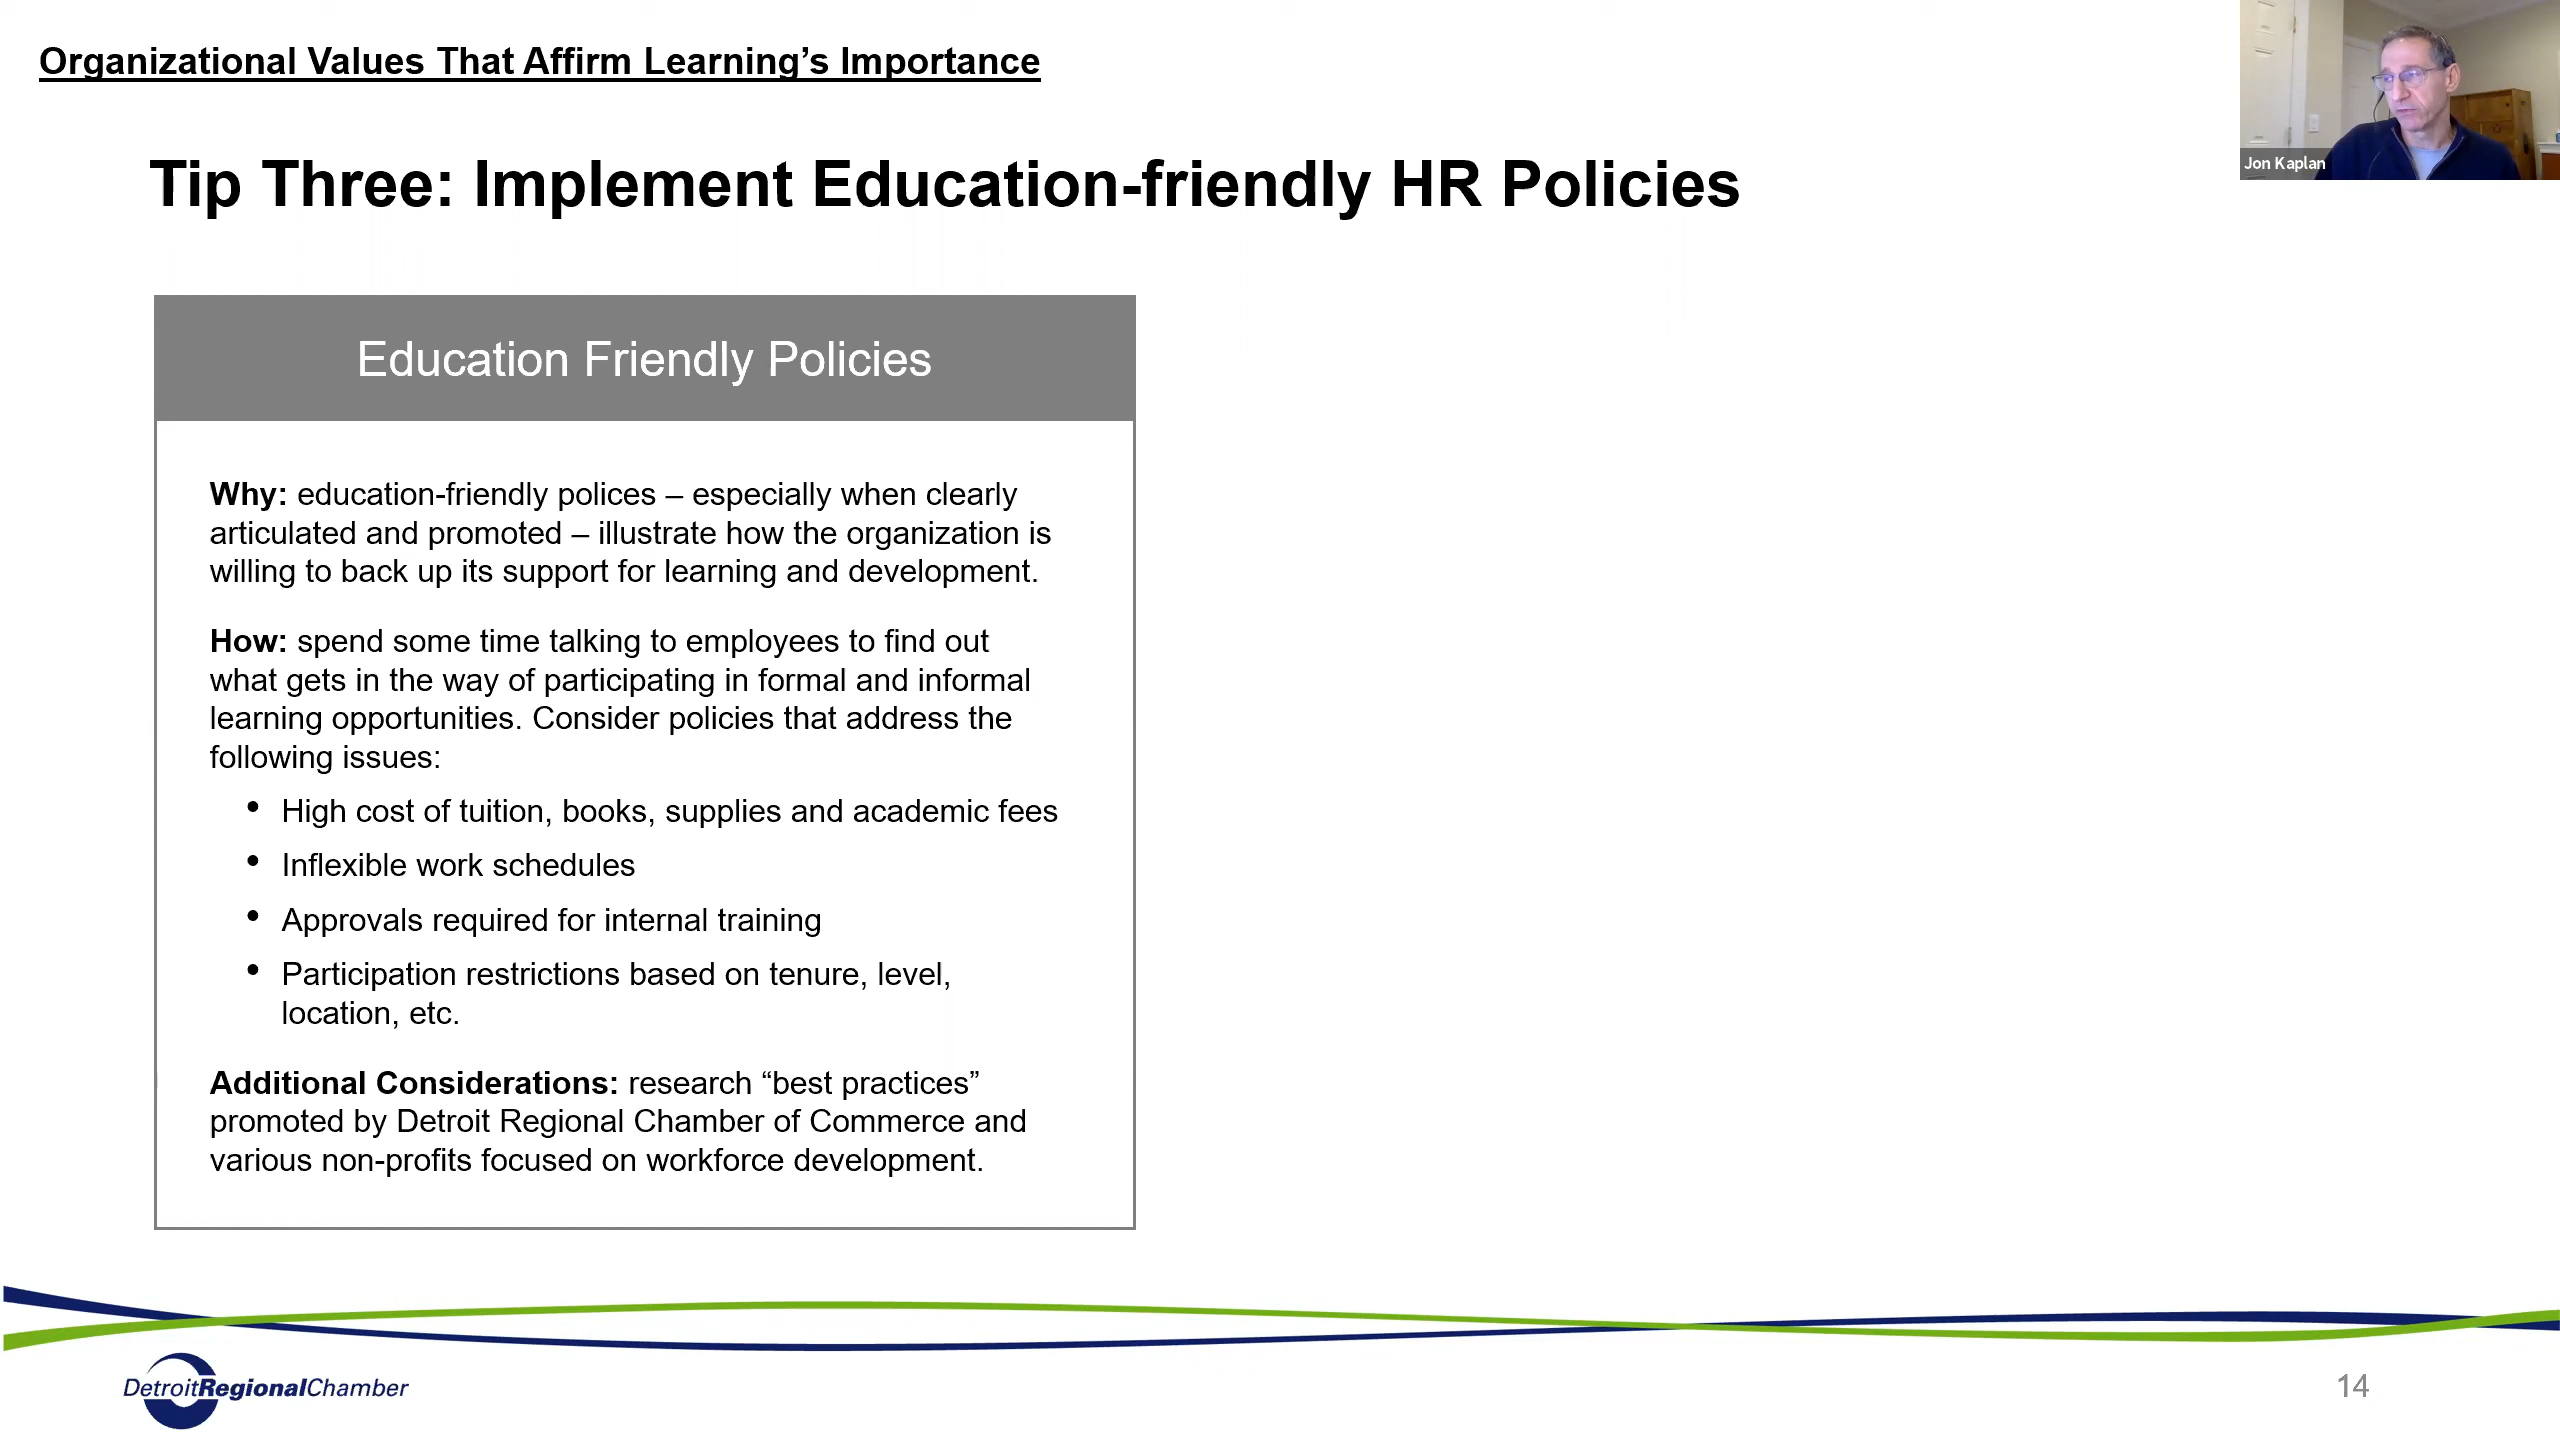 Organizational Values That Affirm Learning’s Importance
Jon Kaplan
Tip Three: Implement Education-friendly HR Policies
Education Friendly Policies
Why: education-friendly polices – especially when clearly
articulated and promoted – illustrate how the organization is
willing to back up its support for learning and development.
How: spend some time talking to employees to find out
what gets in the way of participating in formal and informal
learning opportunities. Consider policies that address the
following issues:
• High cost of tuition, books, supplies and academic fees
• Inflexible work schedules
• Approvals required for internal training
• Participation restrictions based on tenure, level,
location, etc.
Additional Considerations: research “best practices”
promoted by Detroit Regional Chamber of Commerce and
various non-profits focused on workforce development.
DetroitRegionalChamber
14